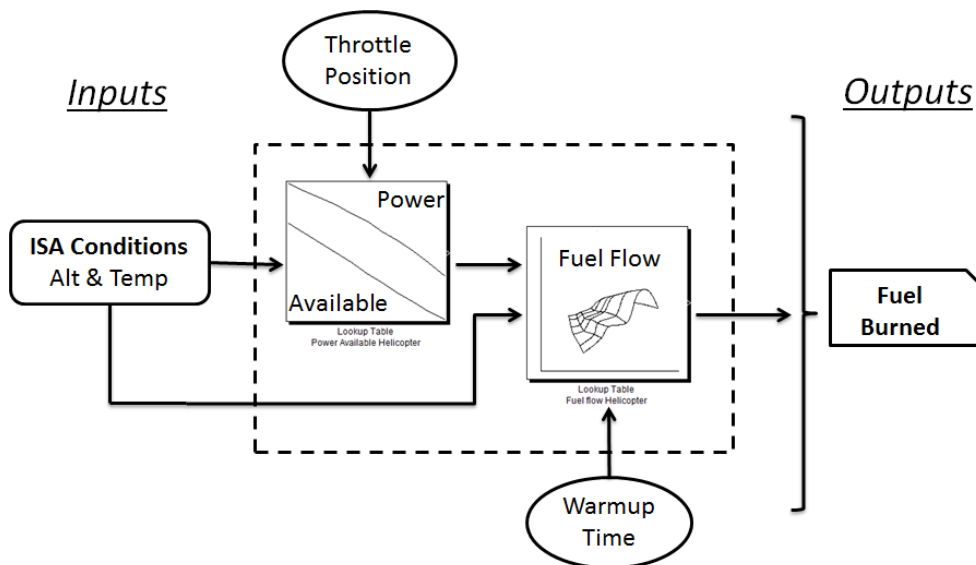 Throttle
Position
Inputs
Outputs
Power
Available
Lookup Table
Power Available Helicopter
ISA Conditions
Alt & Temp
Fuel Flow
Lookup Table
Fuel flow Helicopter
Fuel
Burned
Warmup
Time